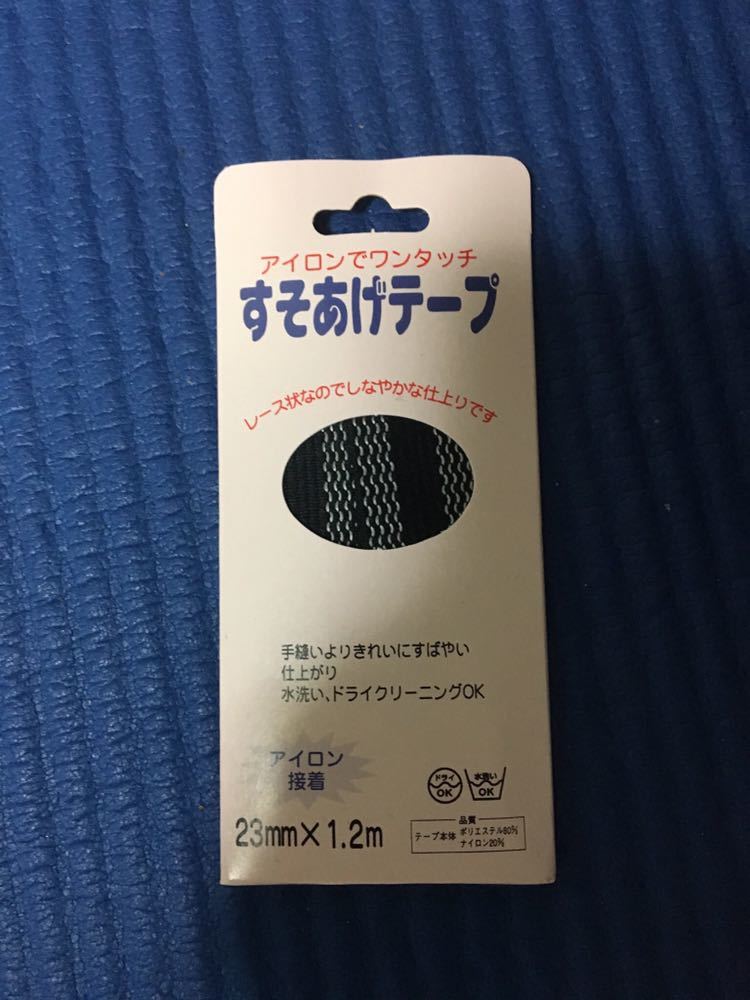 アイロンでワンタッチ
すそあげテープ
レース状なのでしなやかな仕上りです
手縫いよりきれいにすばやい
仕上がり
水洗い、ドライクリーニングOK
アイロン
接着
ドライ
OK
水洗い
OK
23mm×1.2m
品質
テープ本体 ポリエステル80%
ナイロン20%